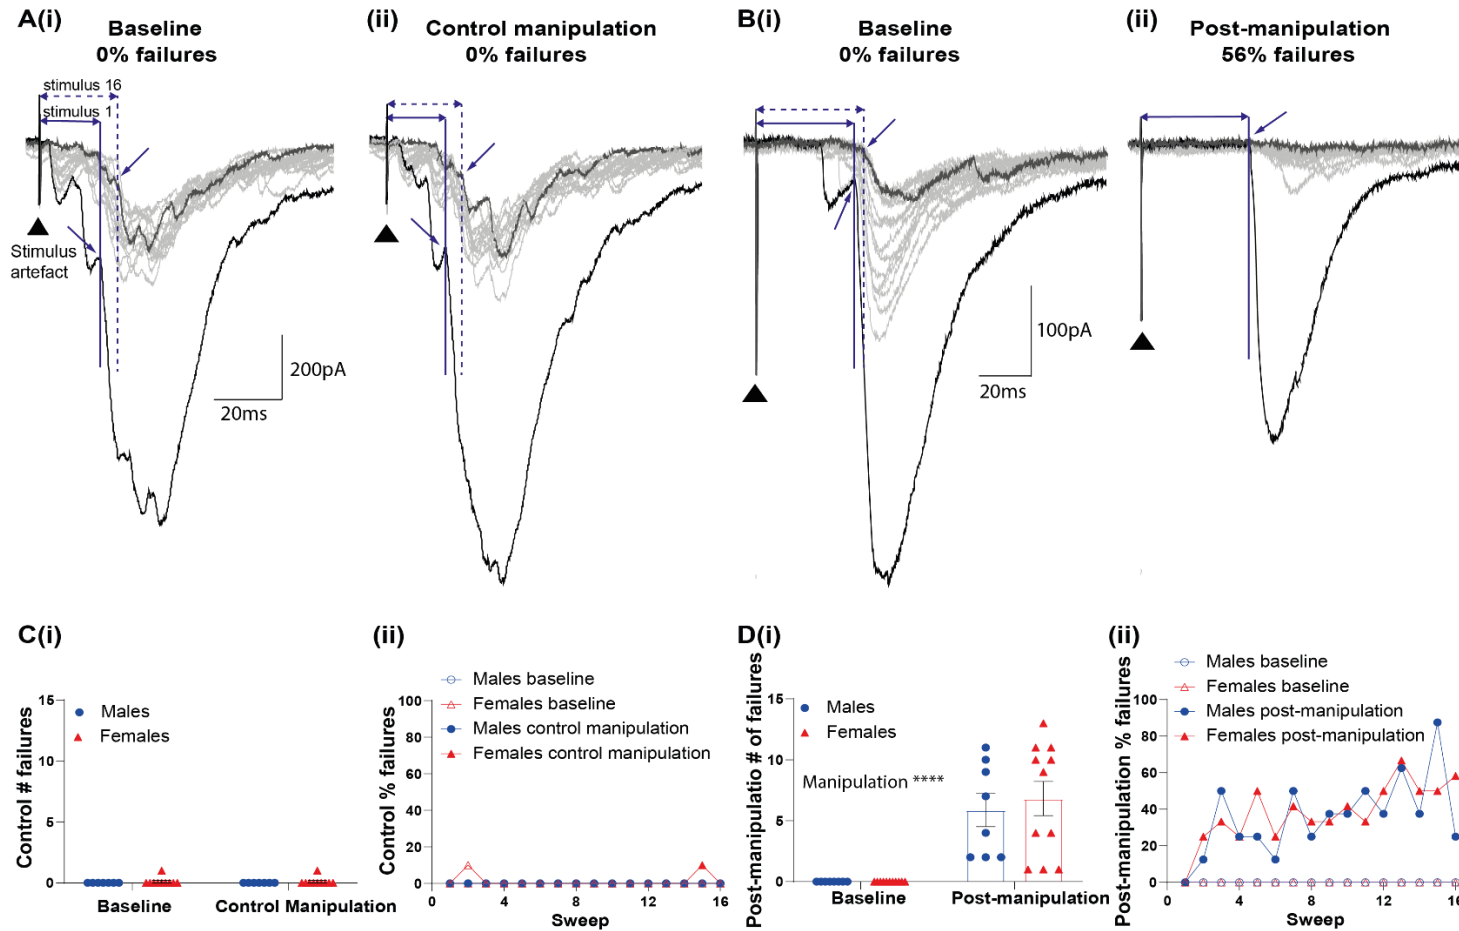 A(i)
Baseline
0% failures
stimulus 16
stimulus 1
Stimulus
artefact
200pA
20ms
(ii)
Control manipulation
0% failures
B(i)
Baseline
0% failures
100pA
20ms
(ii)
Post-manipulation
56% failures
C(i)
Control # failures
15
10
5
0
Males
Females
Baseline
Control Manipulation
(ii)
Males baseline
Females baseline
Males control manipulation
Females control manipulation
Control % failures
100
80
60
40
20
0
0
4
8
12
16
Sweep
D(i)
Post-manipulatio # of failures
15
10
5
0
Males
Females
Manipulation ****
Baseline
Post-manipulation
(ii)
Males baseline
Females baseline
Males post-manipulation
Females post-manipulation
Post-manipulation % failures
100
80
60
40
20
0
0
4
8
12
16
Sweep